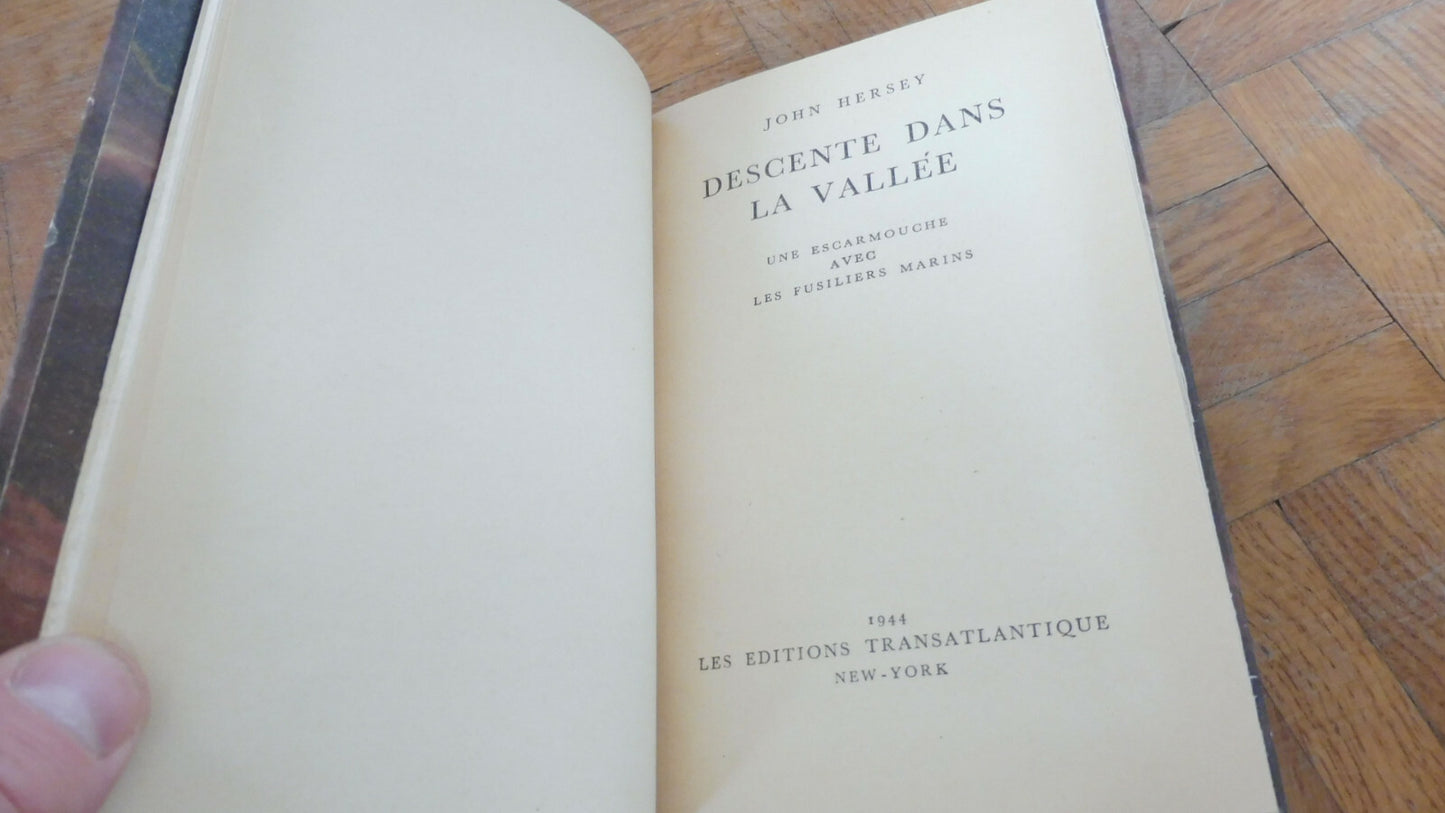 JOHN HERSEY
DESCENTE DANS
LA VALLÉE
UNE ESCARMOUCHE
AVEC
LES FUSILIERS MARINS
1944
LES EDITIONS TRANSATLANTIQUE
NEW-YORK